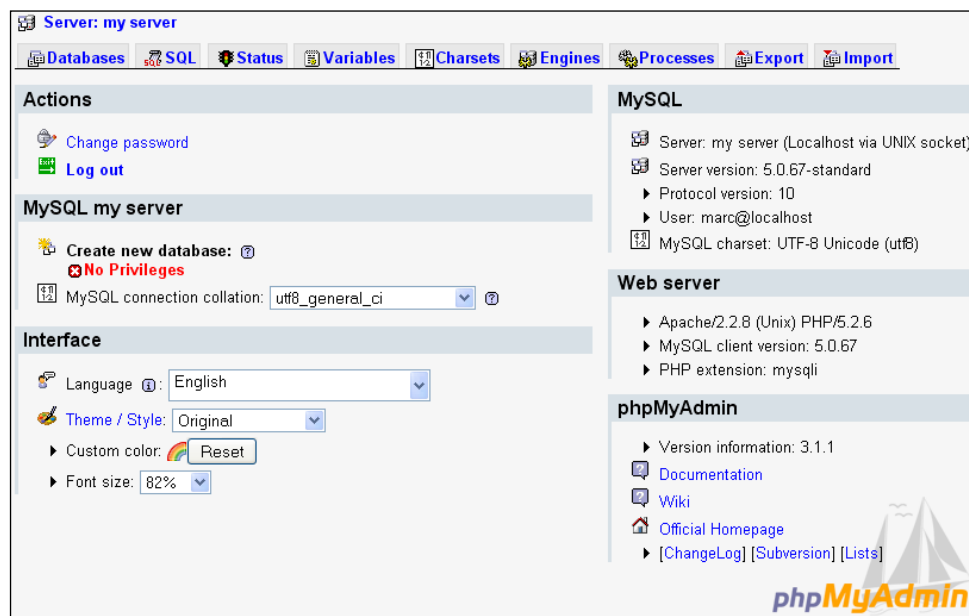 Server: my server
Databases SQL Status Variables Charsets Engines Processes Export Import
Actions
Change password
Log out
MySQL my server
Create new database:
No Privileges
MySQL connection collation: utf8_general_ci
Interface
Language : English
Theme / Style: Original
Custom color: Reset
Font size: 82%
MySQL
Server: my server (Localhost via UNIX socket)
Server version: 5.0.67-standard
Protocol version: 10
User: marc@localhost
MySQL charset: UTF-8 Unicode (utf8)
Web server
Apache/2.2.8 (Unix) PHP/5.2.6
MySQL client version: 5.0.67
PHP extension: mysqli
phpMyAdmin
Version information: 3.1.1
Documentation
Wiki
Official Homepage
[ChangeLog] [Subversion] [Lists]
phpMyAdmin